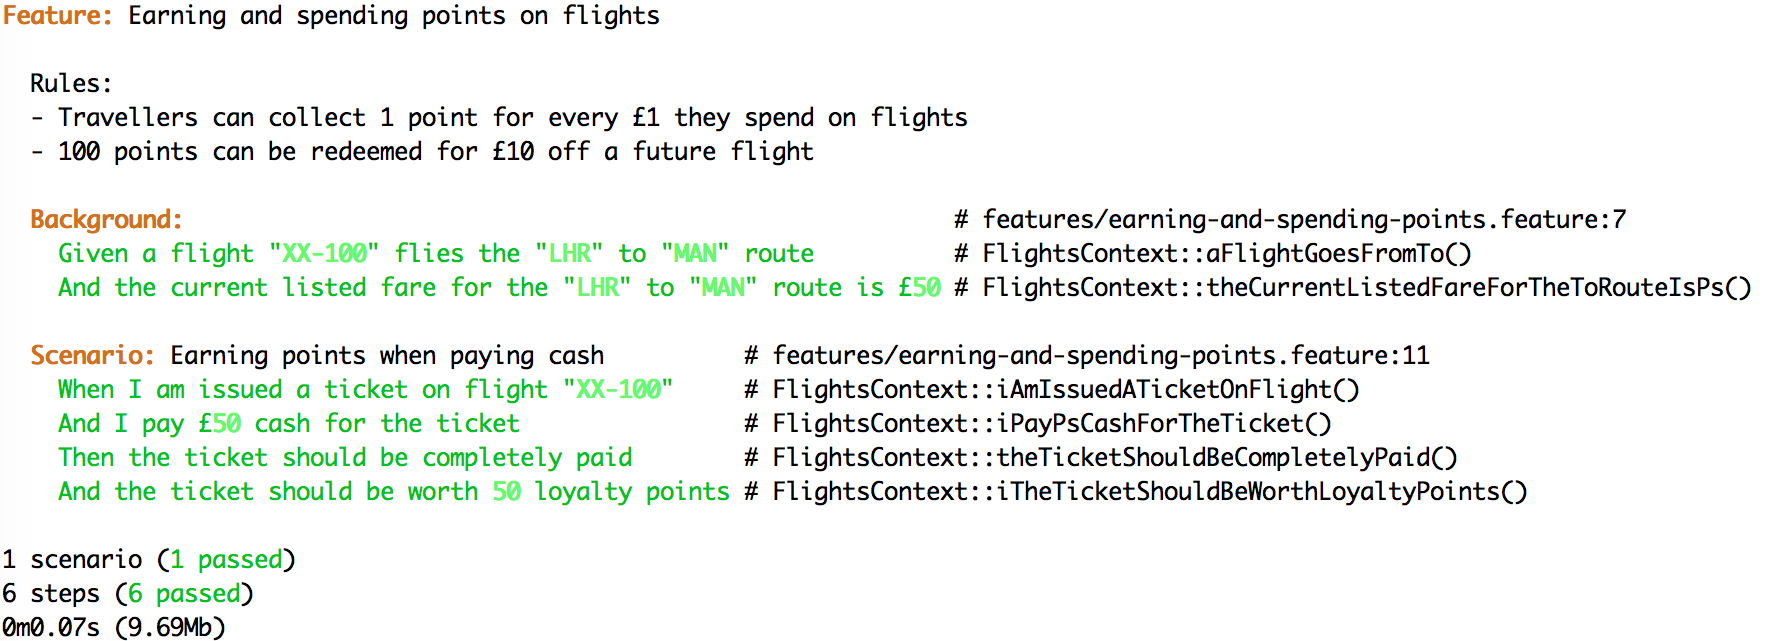 Feature: Earning and spending points on flights
Rules:
- Travellers can collect 1 point for every £1 they spend on flights
- 100 points can be redeemed for £10 off a future flight
Background: # features/earning-and-spending-points.feature:7
Given a flight "XX-100" flies the "LHR" to "MAN" route # FlightsContext::aFlightGoesFromTo()
And the current listed fare for the "LHR" to "MAN" route is £50 # FlightsContext::theCurrentListedFareForTheToRouteIsPs()
Scenario: Earning points when paying cash # features/earning-and-spending-points.feature:11
When I am issued a ticket on flight "XX-100" # FlightsContext::iAmIssuedATicketOnFlight()
And I pay £50 cash for the ticket # FlightsContext::iPayPsCashForTheTicket()
Then the ticket should be completely paid # FlightsContext::theTicketShouldBeCompletelyPaid()
And the ticket should be worth 50 loyalty points # FlightsContext::iTheTicketShouldBeWorthLoyaltyPoints()
1 scenario (1 passed)
6 steps (6 passed)
0m0.07s (9.69Mb)